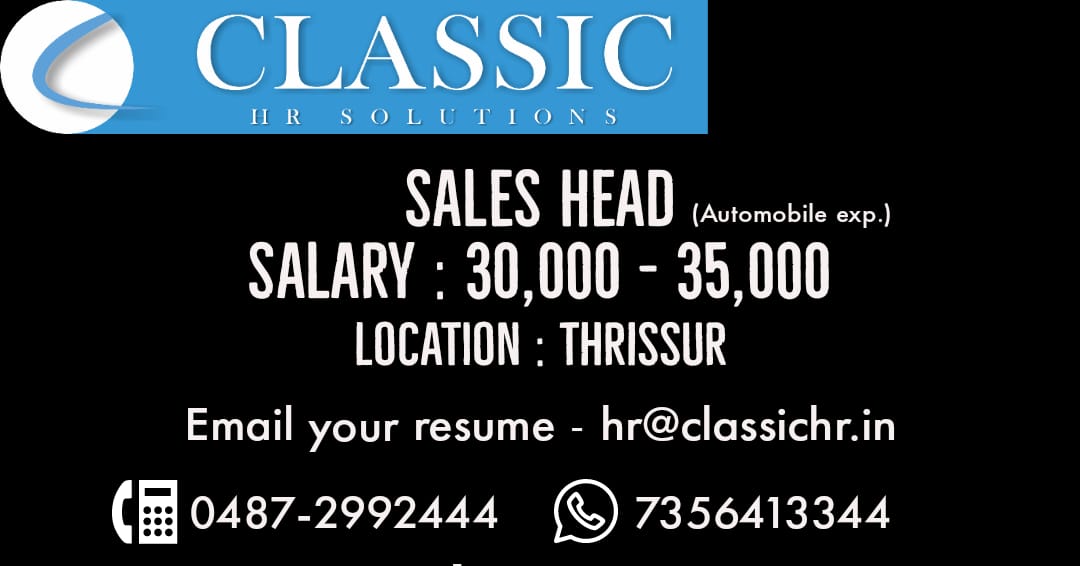 CLASSIC
HR SOLUTIONS
SALES HEAD (Automobile exp.)
SALARY : 30,000 - 35,000
LOCATION : THRISSUR
Email your resume - hr@classichr.in
0487-2992444 7356413344